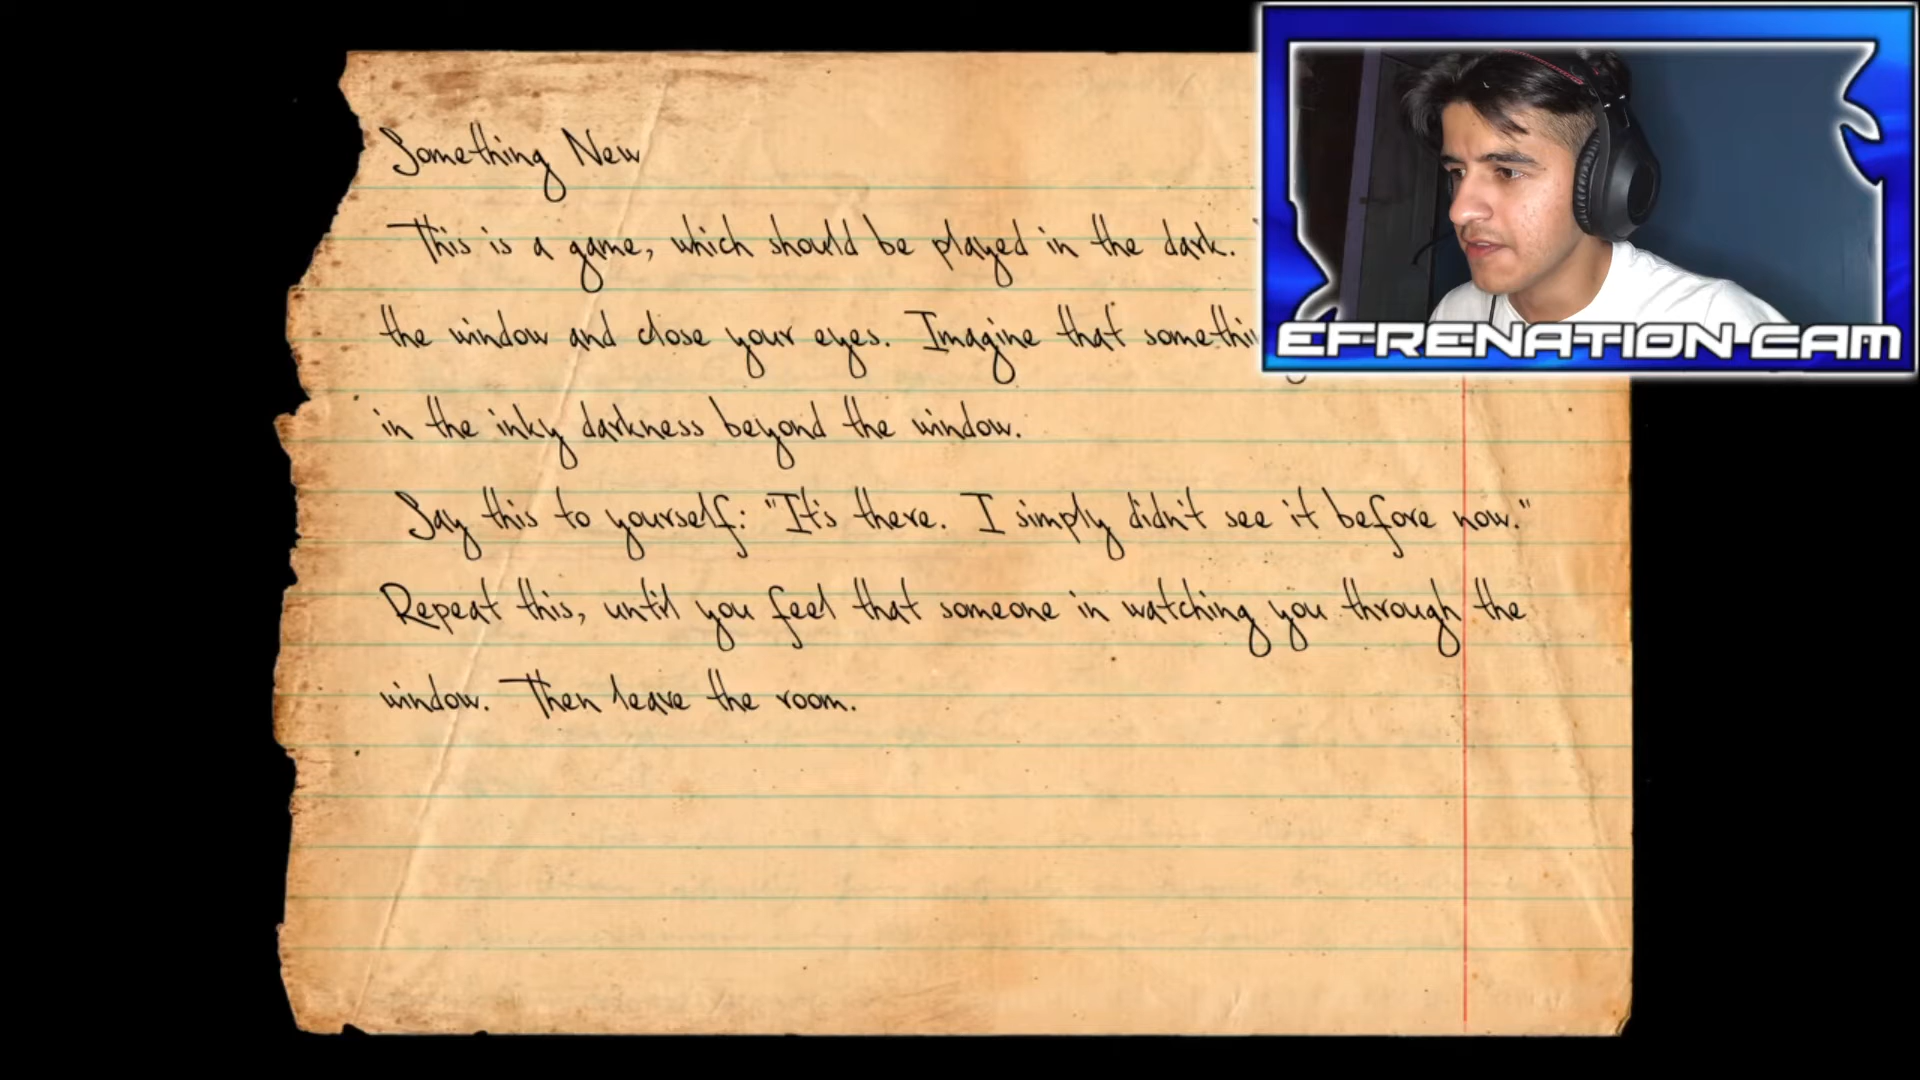 Something New
This is a game, which should be played in the dark.
the window and close your eyes. Imagine that
in the inky darkness beyond the window.
Say this to yourself: "It's there. I simply didn't see it before now."
Repeat this, until you feel that someone in watching you through the
window. Then leave the room.
EFRENATION CAM